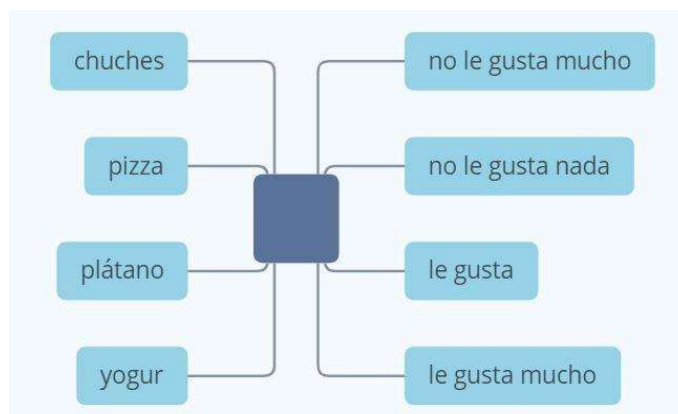 chuches
pizza
plátano
yogur
no le gusta mucho
no le gusta nada
le gusta
le gusta mucho